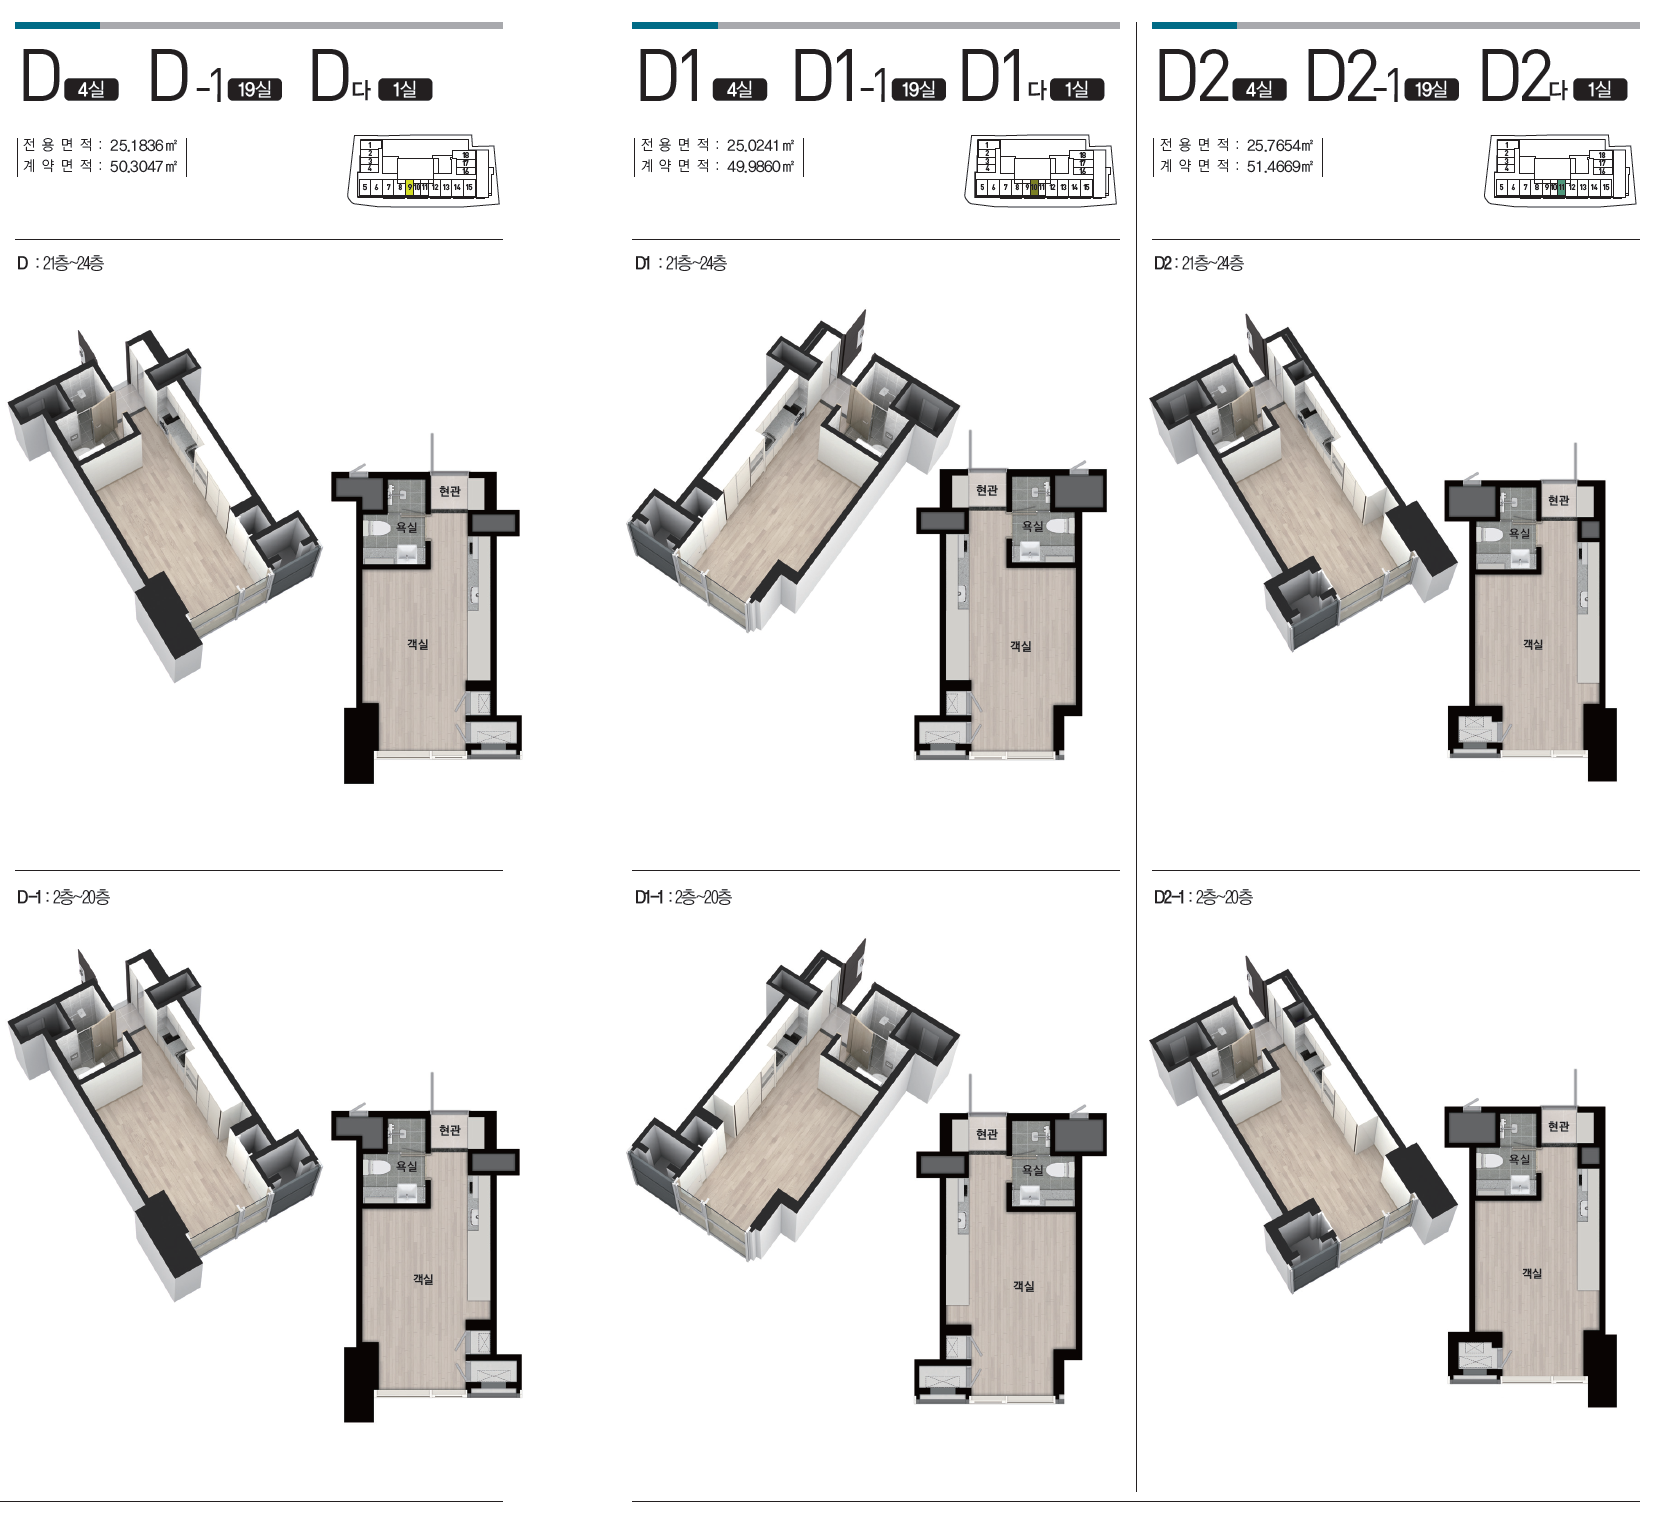 D 4실 D-1 19실 D다 1실
전용면적 : 25.1836㎡
계약면적 : 50.3047㎡
1
2
3
4
18
17
16
5 6 7 8 9 10 11 12 13 14 15
D : 21층~24층
현관
욕실
객실
D-1 : 2층~20층
현관
욕실
객실
D1 4실 D1-1 19실 D1다 1실
전용면적 : 25.0241㎡
계약면적 : 49.9860㎡
1
2
3
4
18
17
16
5 6 7 8 9 10 11 12 13 14 15
D1 : 21층~24층
현관
욕실
객실
D1-1 : 2층~20층
현관
욕실
객실
D2 4실 D2-1 19실 D2다 1실
전용면적 : 25.7654㎡
계약면적 : 51.4669㎡
1
2
3
4
18
17
16
5 6 7 8 9 10 11 12 13 14 15
D2 : 21층~24층
현관
욕실
객실
D2-1 : 2층~20층
현관
욕실
객실